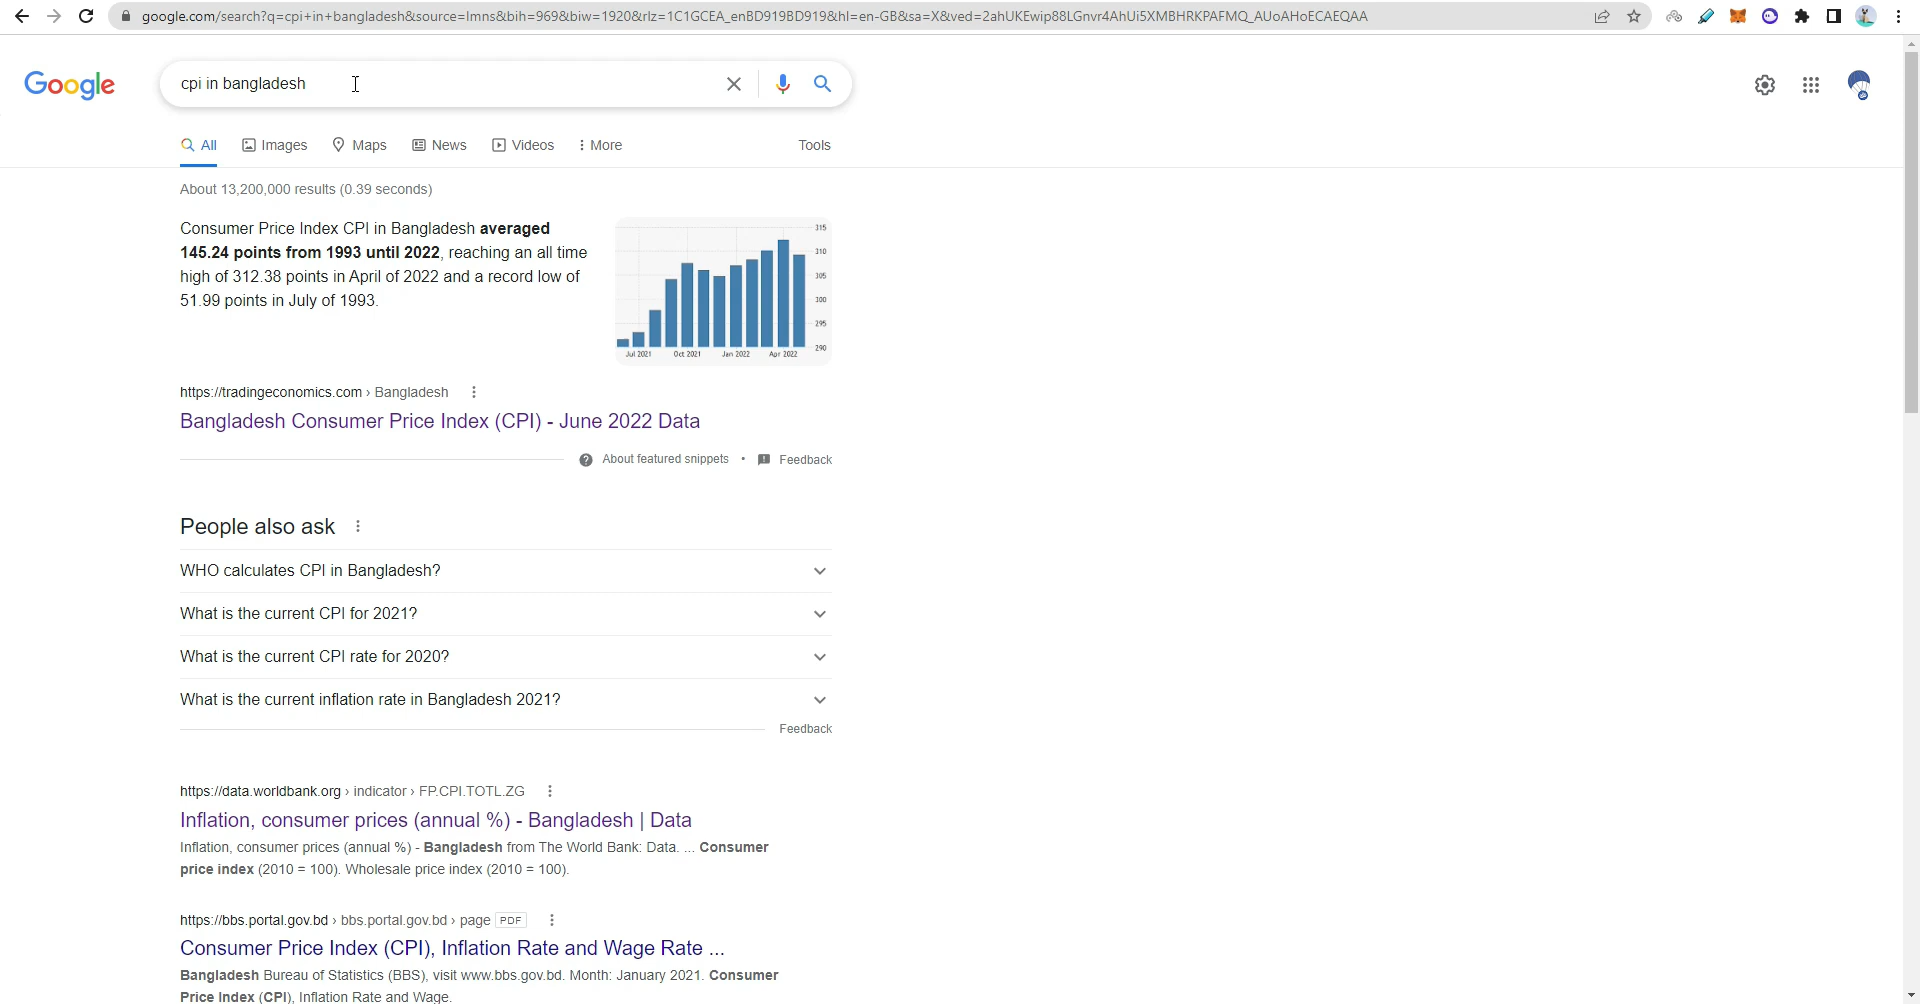 google.com/search?q=cpi+in+bangladesh&source=lmns&bih=969&biw=1920&rlz=1C1GCEA_enBD919BD919&hl=en-GB&sa=X&ved=2ahUKEwip88LGnvr4AhUi5XMBHRKPAFMQ_AUoAHoECAEQAA
Google
cpi in bangladesh
All Images Maps News Videos More Tools
About 13,200,000 results (0.39 seconds)
Consumer Price Index CPI in Bangladesh averaged
145.24 points from 1993 until 2022, reaching an all time
high of 312.38 points in April of 2022 and a record low of
51.99 points in July of 1993.
315
310
305
300
295
290
Jul 2021 Oct 2021 Jan 2022 Apr 2022
https://tradingeconomics.com › Bangladesh
Bangladesh Consumer Price Index (CPI) - June 2022 Data
About featured snippets • Feedback
People also ask
WHO calculates CPI in Bangladesh?
What is the current CPI for 2021?
What is the current CPI rate for 2020?
What is the current inflation rate in Bangladesh 2021?
Feedback
https://data.worldbank.org › indicator › FP.CPI.TOTL.ZG
Inflation, consumer prices (annual %) - Bangladesh | Data
Inflation, consumer prices (annual %) - Bangladesh from The World Bank: Data. ... Consumer
price index (2010 = 100). Wholesale price index (2010 = 100).
https://bbs.portal.gov.bd › bbs.portal.gov.bd › page PDF
Consumer Price Index (CPI), Inflation Rate and Wage Rate ...
Bangladesh Bureau of Statistics (BBS), visit www.bbs.gov.bd. Month: January 2021. Consumer
Price Index (CPI), Inflation Rate and Wage.